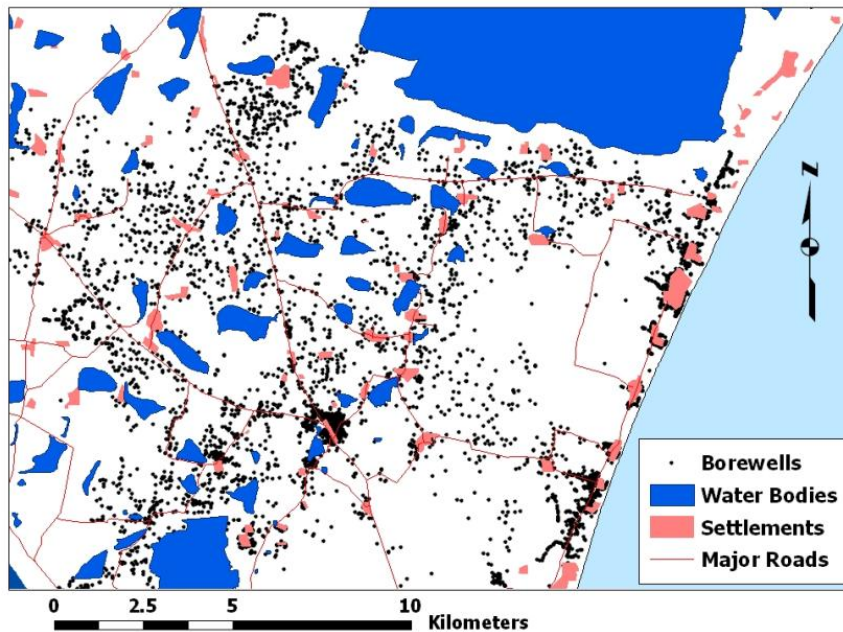 N
Borewells
Water Bodies
Settlements
Major Roads
0 2.5 5 10
Kilometers